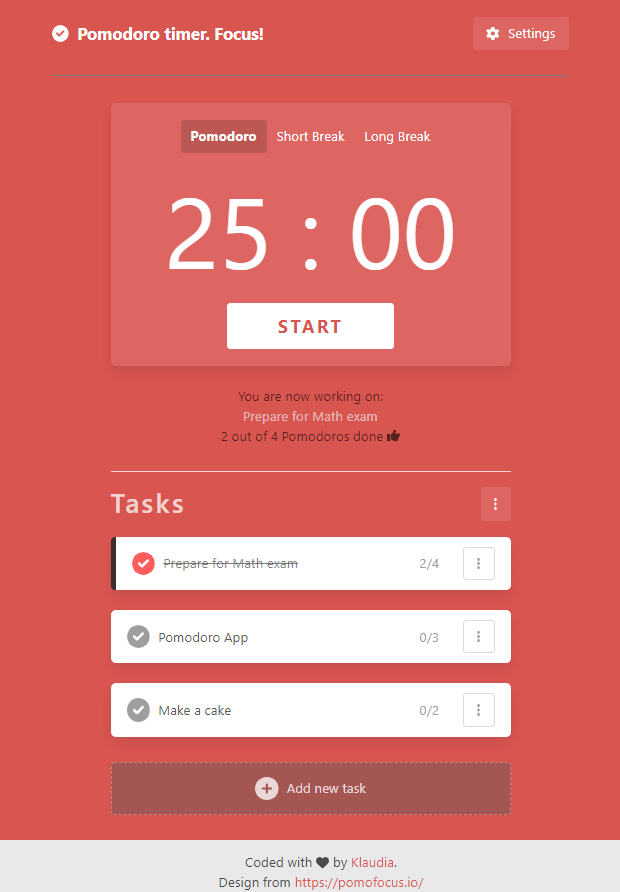 Pomodoro timer. Focus!
Settings
Pomodoro Short Break Long Break
25 : 00
START
You are now working on:
Prepare for Math exam
2 out of 4 Pomodoros done
Tasks
Prepare for Math exam 2/4
Pomodoro App 0/3
Make a cake 0/2
Add new task
Coded with by Klaudia.
Design from https://pomofocus.io/